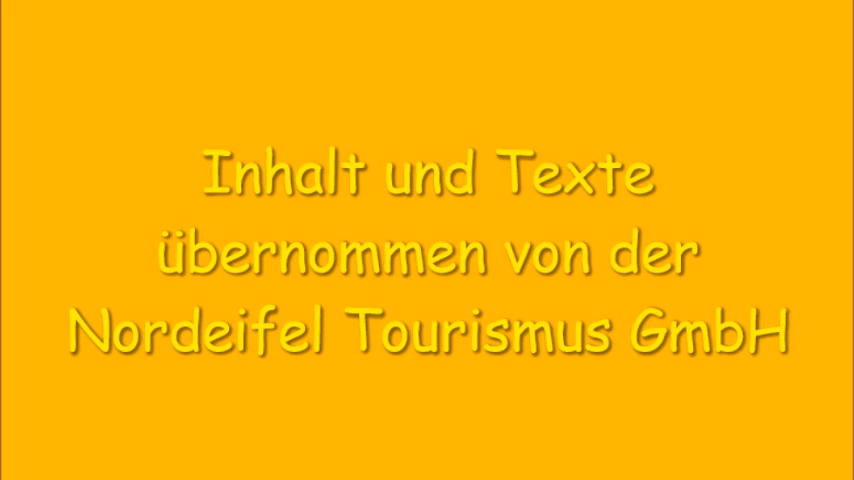 Inhalt und Texte
übernommen von der
Nordeifel Tourismus GmbH